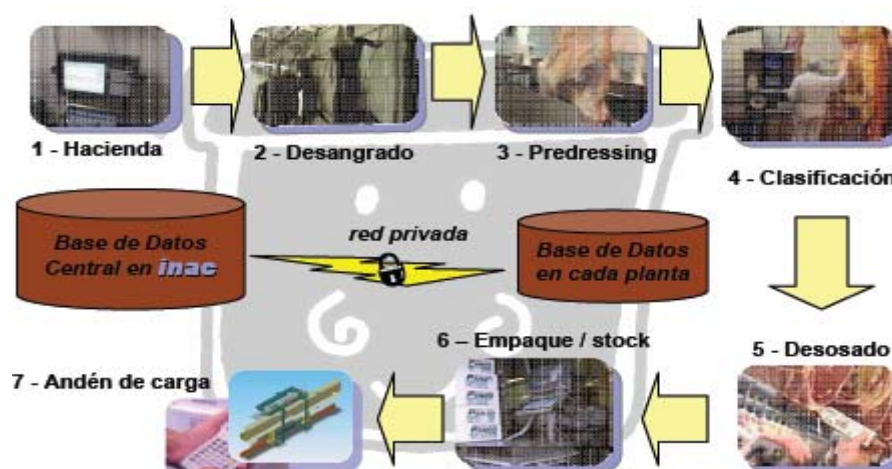 1 - Hacienda
2 - Desangrado
3 - Predressing
4 - Clasificación
Base de Datos
Central en inac
red privada
Base de Datos
en cada planta
6 – Empaque / stock
5 - Desosado
7 - Andén de carga